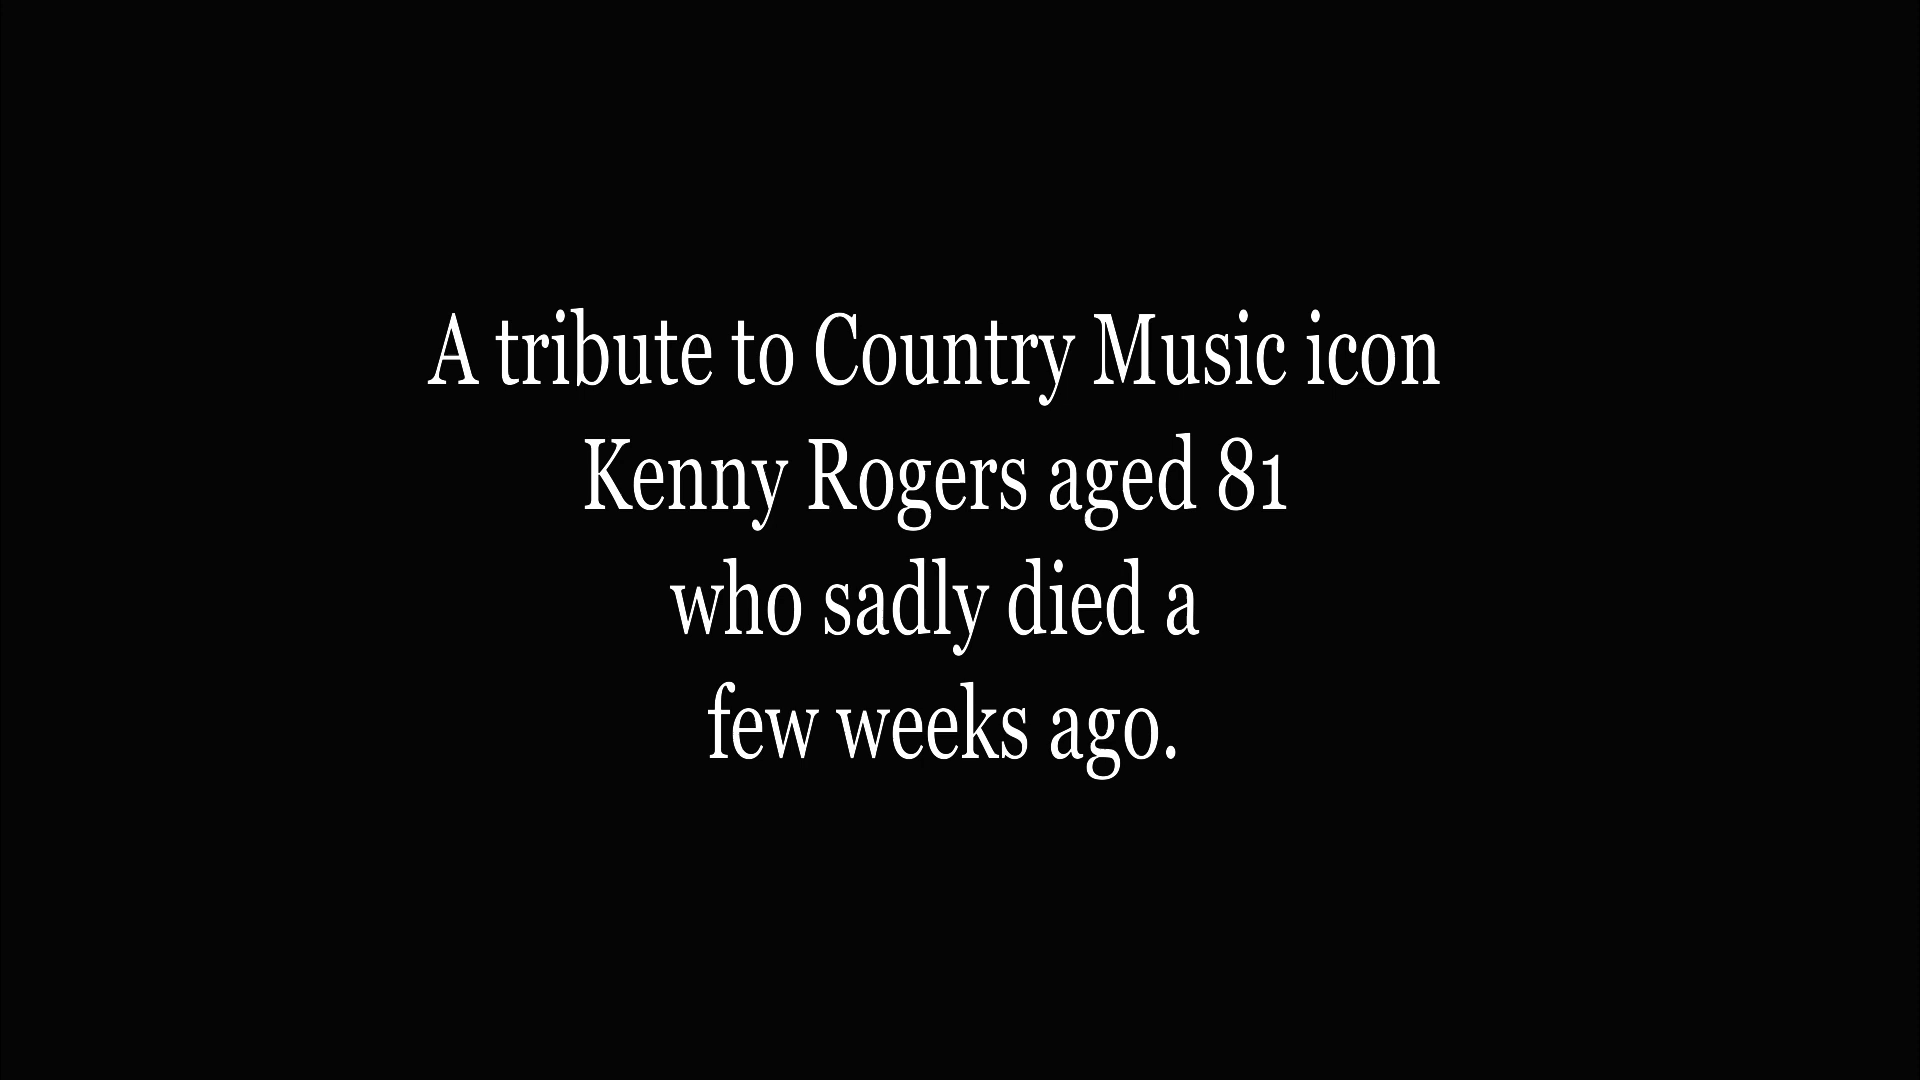 A tribute to Country Music icon
Kenny Rogers aged 81
who sadly died a
few weeks ago.